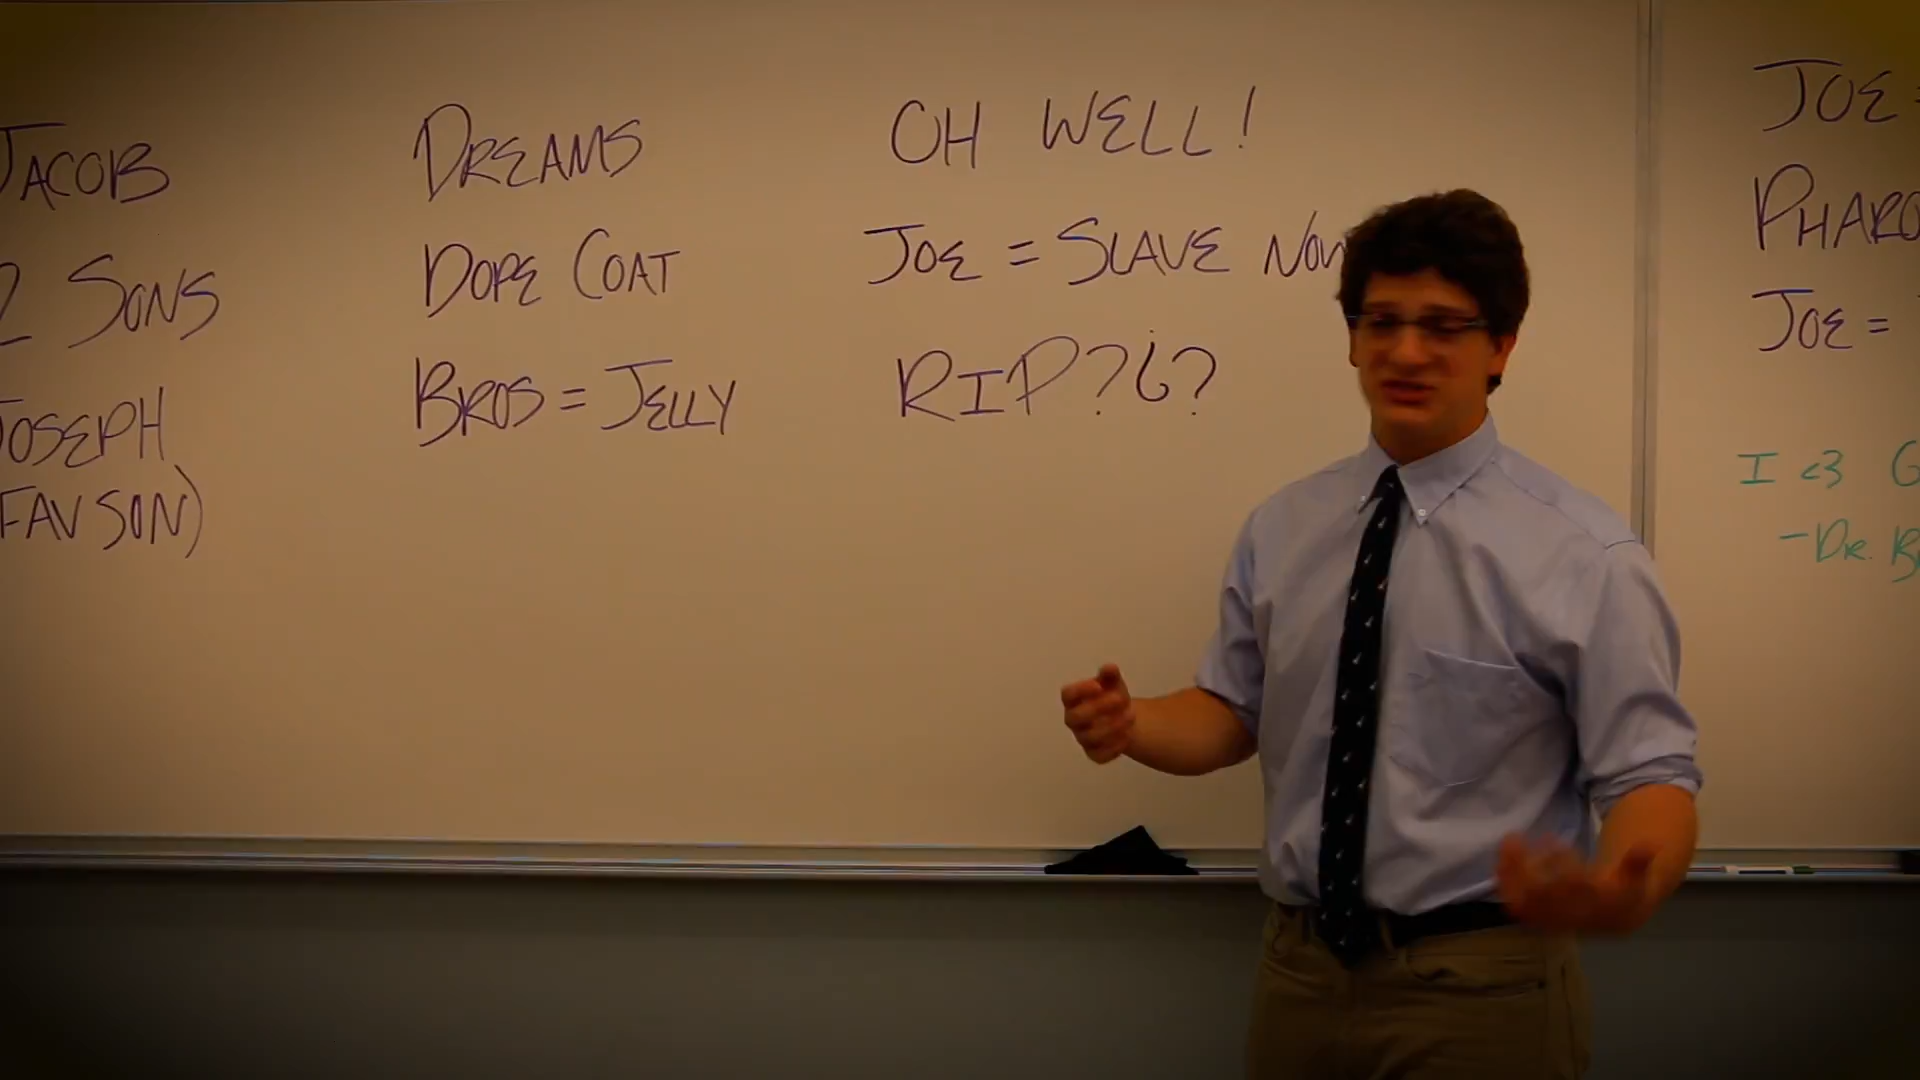 JACOB
2 SONS
JOSEPH
FAV SON)
DREAMS
DOPE COAT
BROS = JELLY
OH WELL!
JOE = SLAVE NOW
RIP?¿?
JOE =
PHARO
JOE =
I <3 G
- DR. B